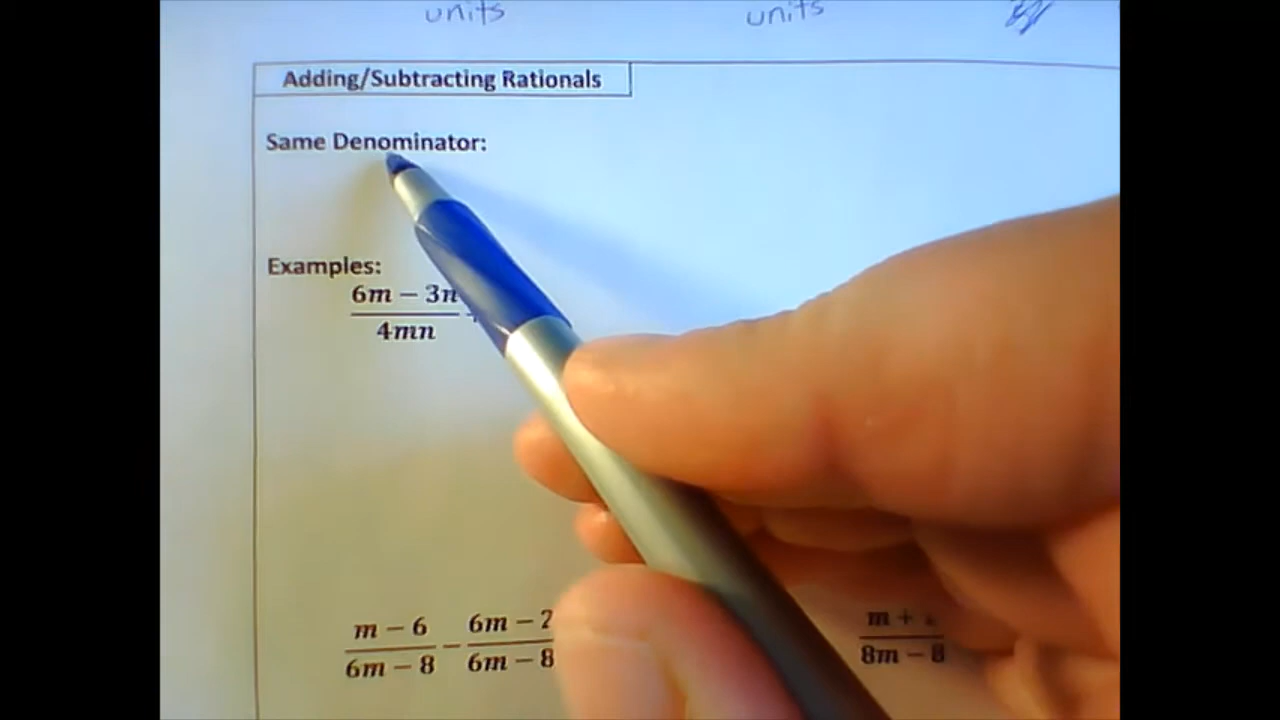 units units
Adding/Subtracting Rationals
Same Denominator:
Examples:
6m − 3n
4mn
m − 6 6m − 7
6m − 8 − 6m − 8
m +
8m − 8